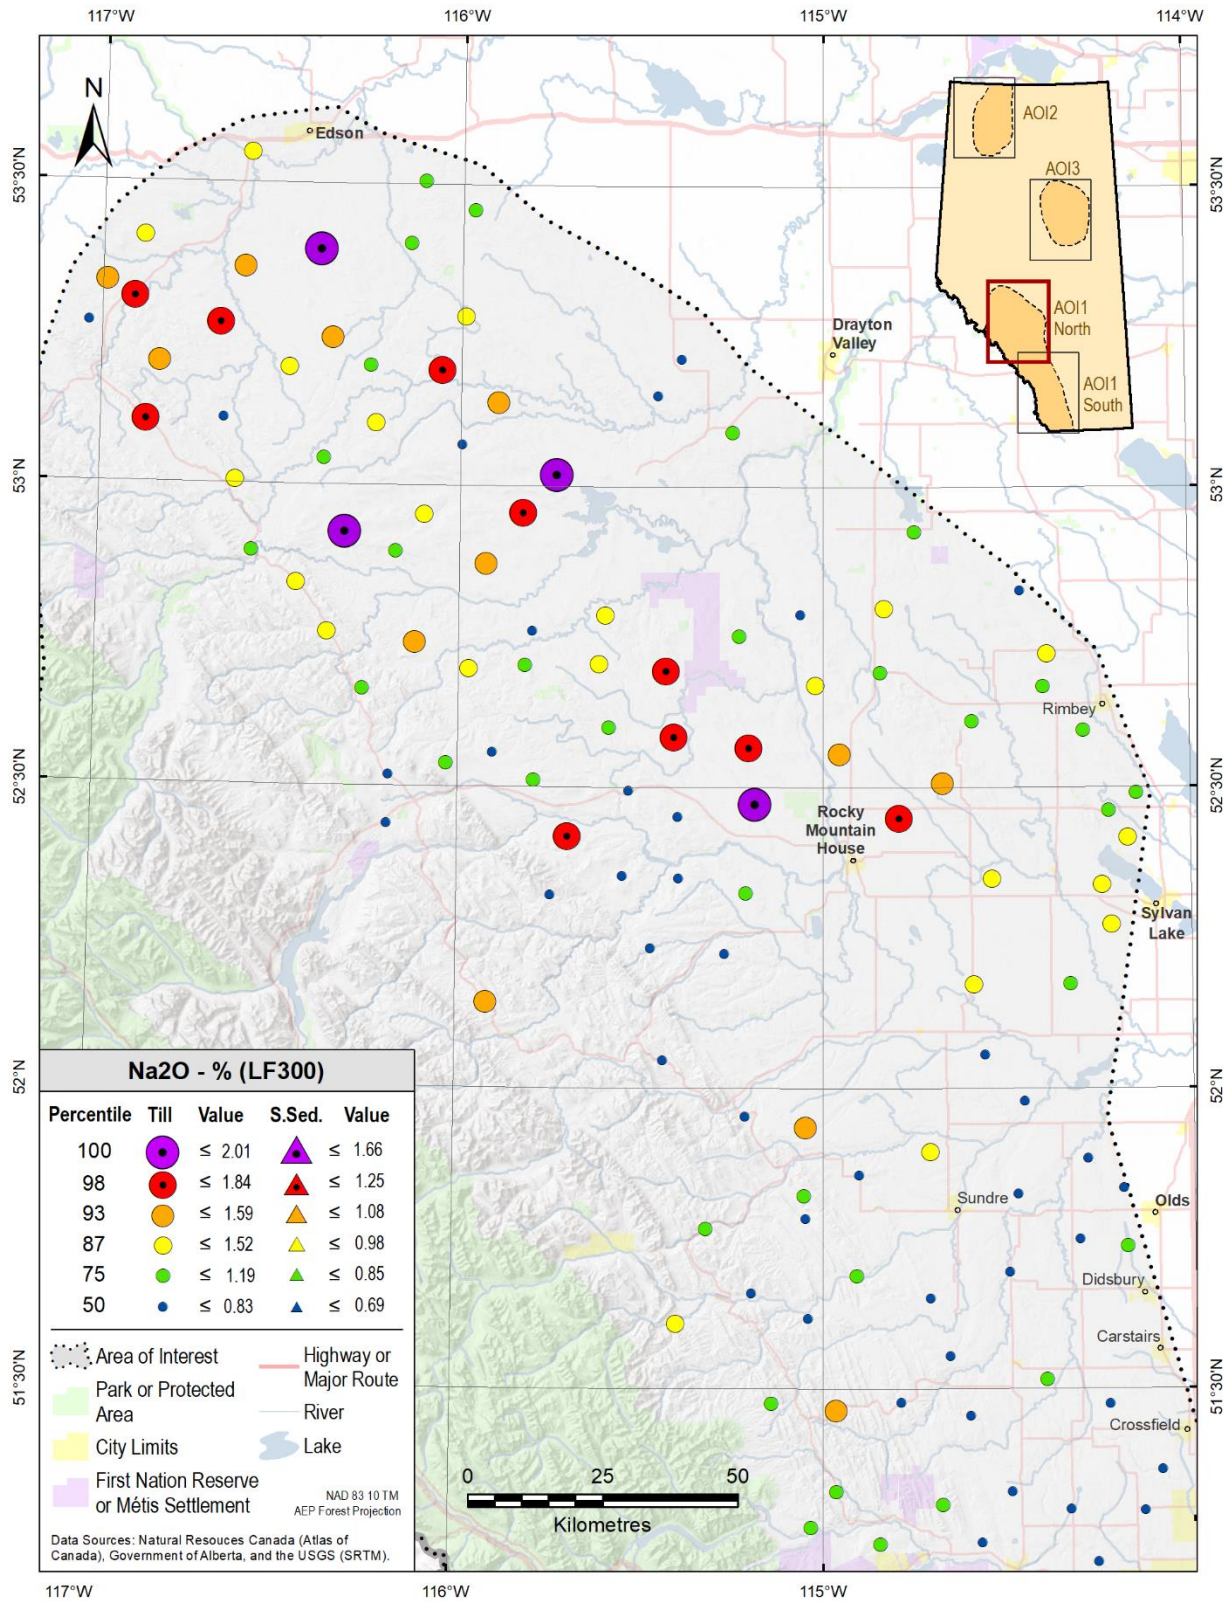 117°W 116°W 115°W 114°W
N
Edson
53°30'N 53°30'N
AOI2
AOI3
AOI1
North
AOI1
South
Drayton
Valley
53°N 53°N
Rimbey
52°30'N 52°30'N
Rocky
Mountain
House
Sylvan
Lake
52°N 52°N
Sundre
Olds
Didsbury
Carstairs
51°30'N 51°30'N
Crossfield
Na2O - % (LF300)
Percentile Till Value S.Sed. Value
100 ≤ 2.01 ≤ 1.66
98 ≤ 1.84 ≤ 1.25
93 ≤ 1.59 ≤ 1.08
87 ≤ 1.52 ≤ 0.98
75 ≤ 1.19 ≤ 0.85
50 ≤ 0.83 ≤ 0.69
Area of Interest
Park or Protected
Area
City Limits
First Nation Reserve
or Métis Settlement
Highway or
Major Route
River
Lake
NAD 83 10 TM
AEP Forest Projection
Data Sources: Natural Resouces Canada (Atlas of
Canada), Government of Alberta, and the USGS (SRTM).
0 25 50
Kilometres
117°W 116°W 115°W